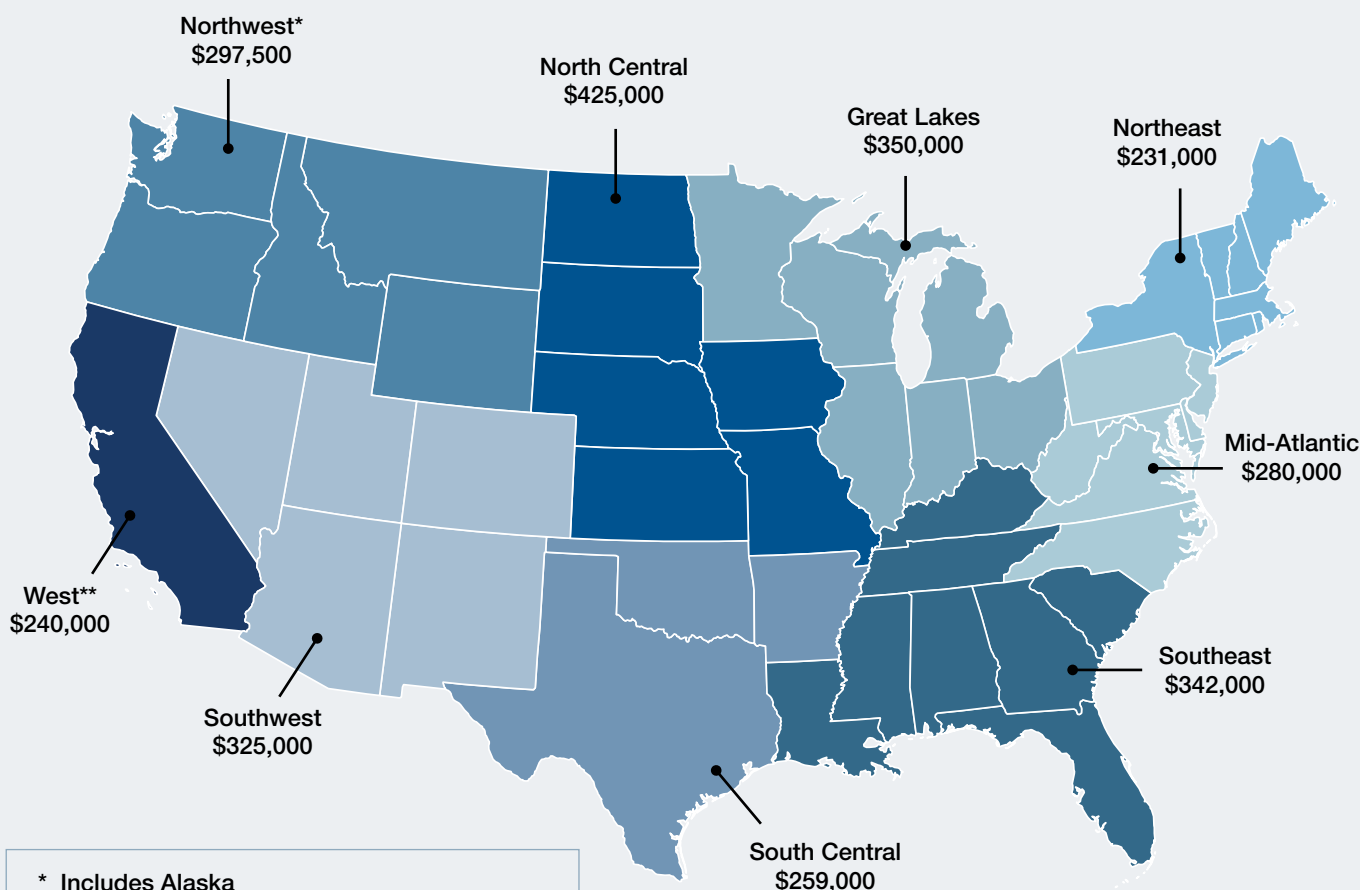 Northwest*
$297,500
North Central
$425,000
Great Lakes
$350,000
Northeast
$231,000
Mid-Atlantic
$280,000
West**
$240,000
Southeast
$342,000
Southwest
$325,000
South Central
$259,000
* Includes Alaska